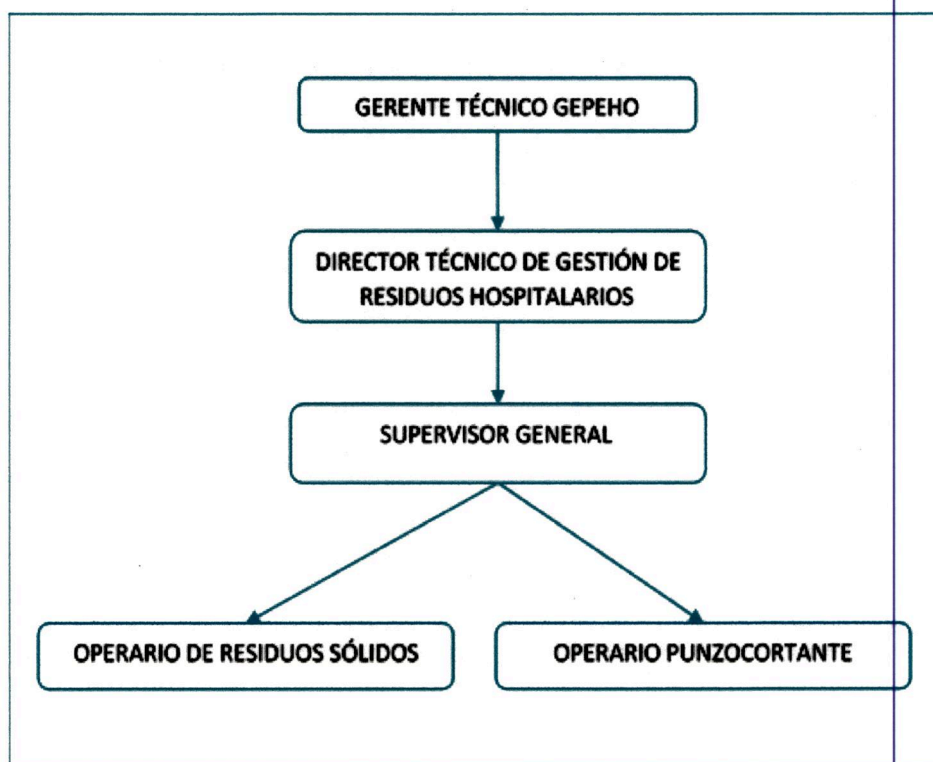 GERENTE TÉCNICO GEPEHO
DIRECTOR TÉCNICO DE GESTIÓN DE
RESIDUOS HOSPITALARIOS
SUPERVISOR GENERAL
OPERARIO DE RESIDUOS SÓLIDOS
OPERARIO PUNZOCORTANTE